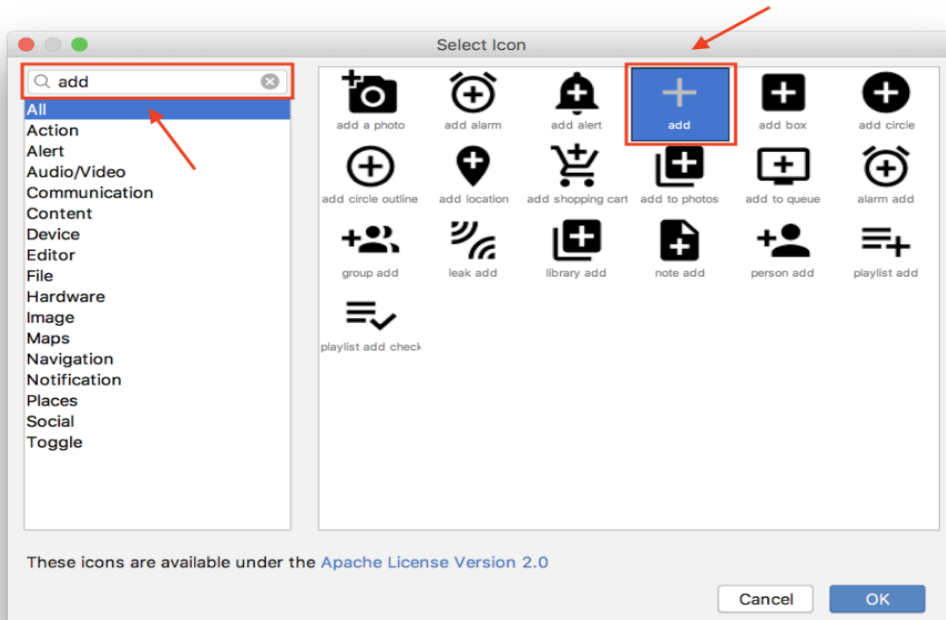 Select Icon
add
All
Action
Alert
Audio/Video
Communication
Content
Device
Editor
File
Hardware
Image
Maps
Navigation
Notification
Places
Social
Toggle
add a photo
add alarm
add alert
add
add box
add circle
add circle outline
add location
add shopping cart
add to photos
add to queue
alarm add
group add
leak add
library add
note add
person add
playlist add
playlist add check
These icons are available under the Apache License Version 2.0
Cancel
OK